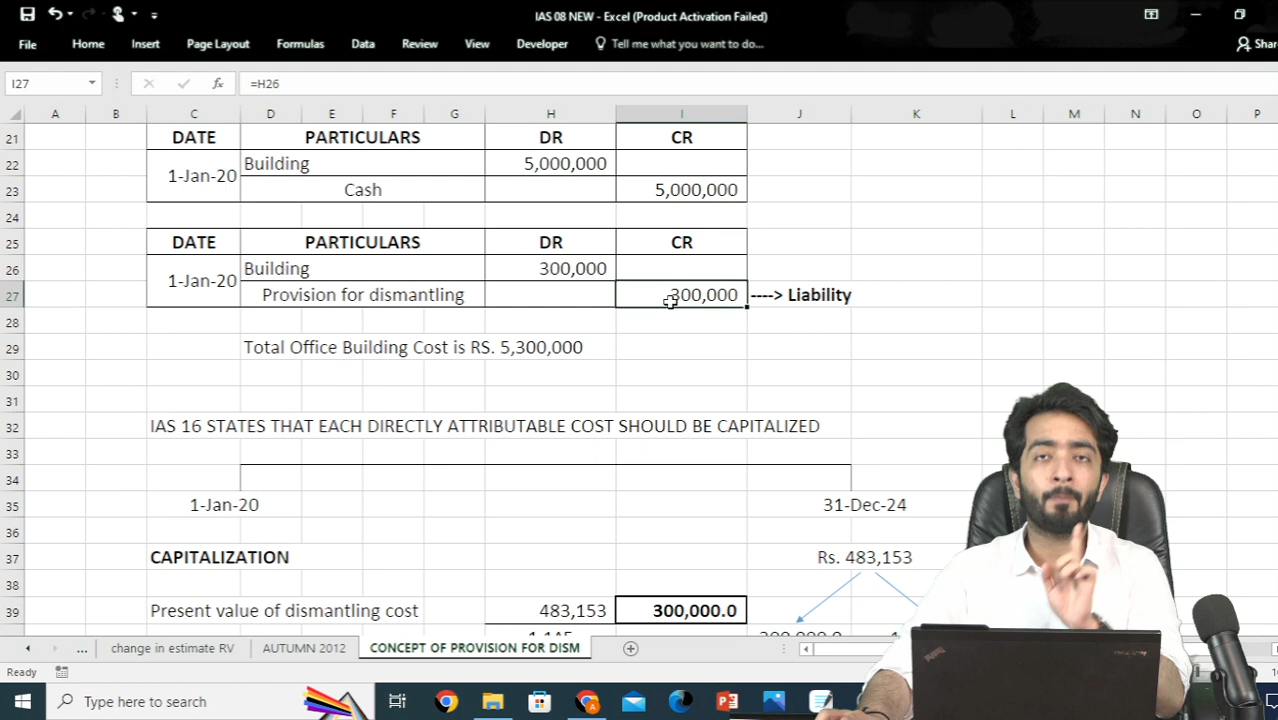 IAS 08 NEW - Excel (Product Activation Failed)
File Home Insert Page Layout Formulas Data Review View Developer Tell me what you want to do... Shar
I27 fx =H26
A B C D E F G H I J K L M N O P
21 DATE PARTICULARS DR CR
22 1-Jan-20 Building 5,000,000
23 Cash 5,000,000
24
25 DATE PARTICULARS DR CR
26 1-Jan-20 Building 300,000
27 Provision for dismantling 300,000 ----> Liability
28
29 Total Office Building Cost is RS. 5,300,000
30
31
32 IAS 16 STATES THAT EACH DIRECTLY ATTRIBUTABLE COST SHOULD BE CAPITALIZED
33
34
35 1-Jan-20 31-Dec-24
36
37 CAPITALIZATION Rs. 483,153
38
39 Present value of dismantling cost 483,153 300,000.0
... change in estimate RV AUTUMN 2012 CONCEPT OF PROVISION FOR DISM
Ready
Type here to search
ThinkPad